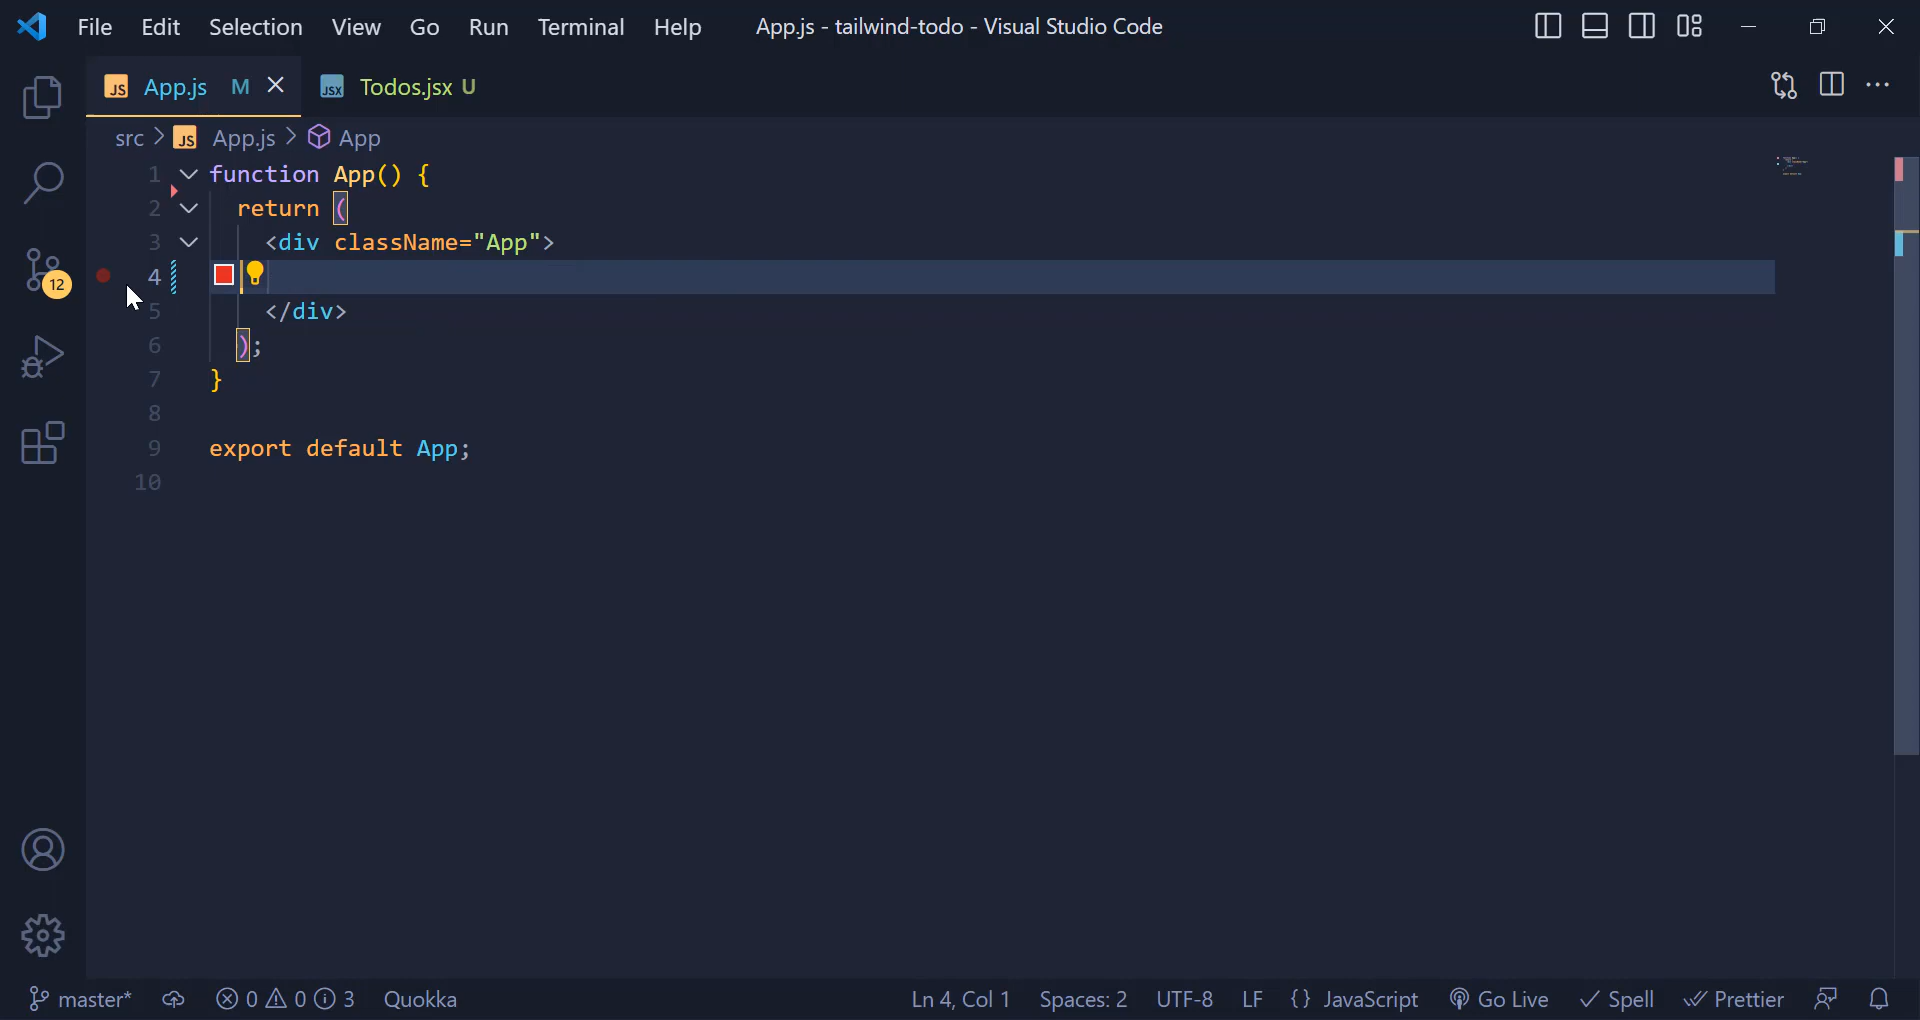 File Edit Selection View Go Run Terminal Help App.js - tailwind-todo - Visual Studio Code
JS App.js M JSX Todos.jsx U
src > JS App.js > App
1 function App() {
2 return (
3 <div className="App">
4
5 </div>
6 );
7 }
8
9 export default App;
10
12
master* 0 0 3 Quokka Ln 4, Col 1 Spaces: 2 UTF-8 LF {} JavaScript Go Live Spell Prettier